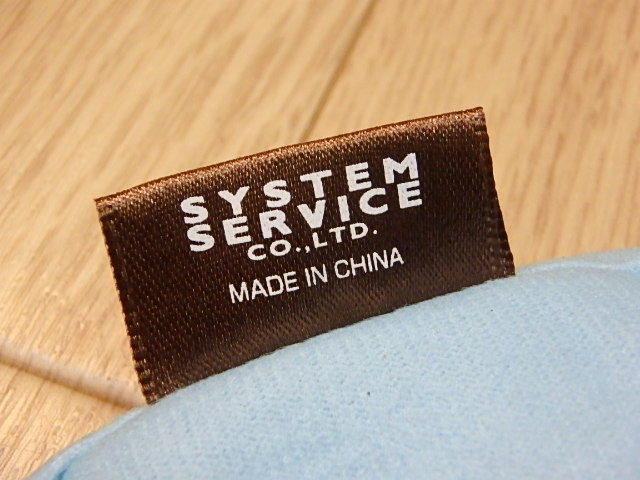 SYSTEM
SERVICE
CO.,LTD.
MADE IN CHINA